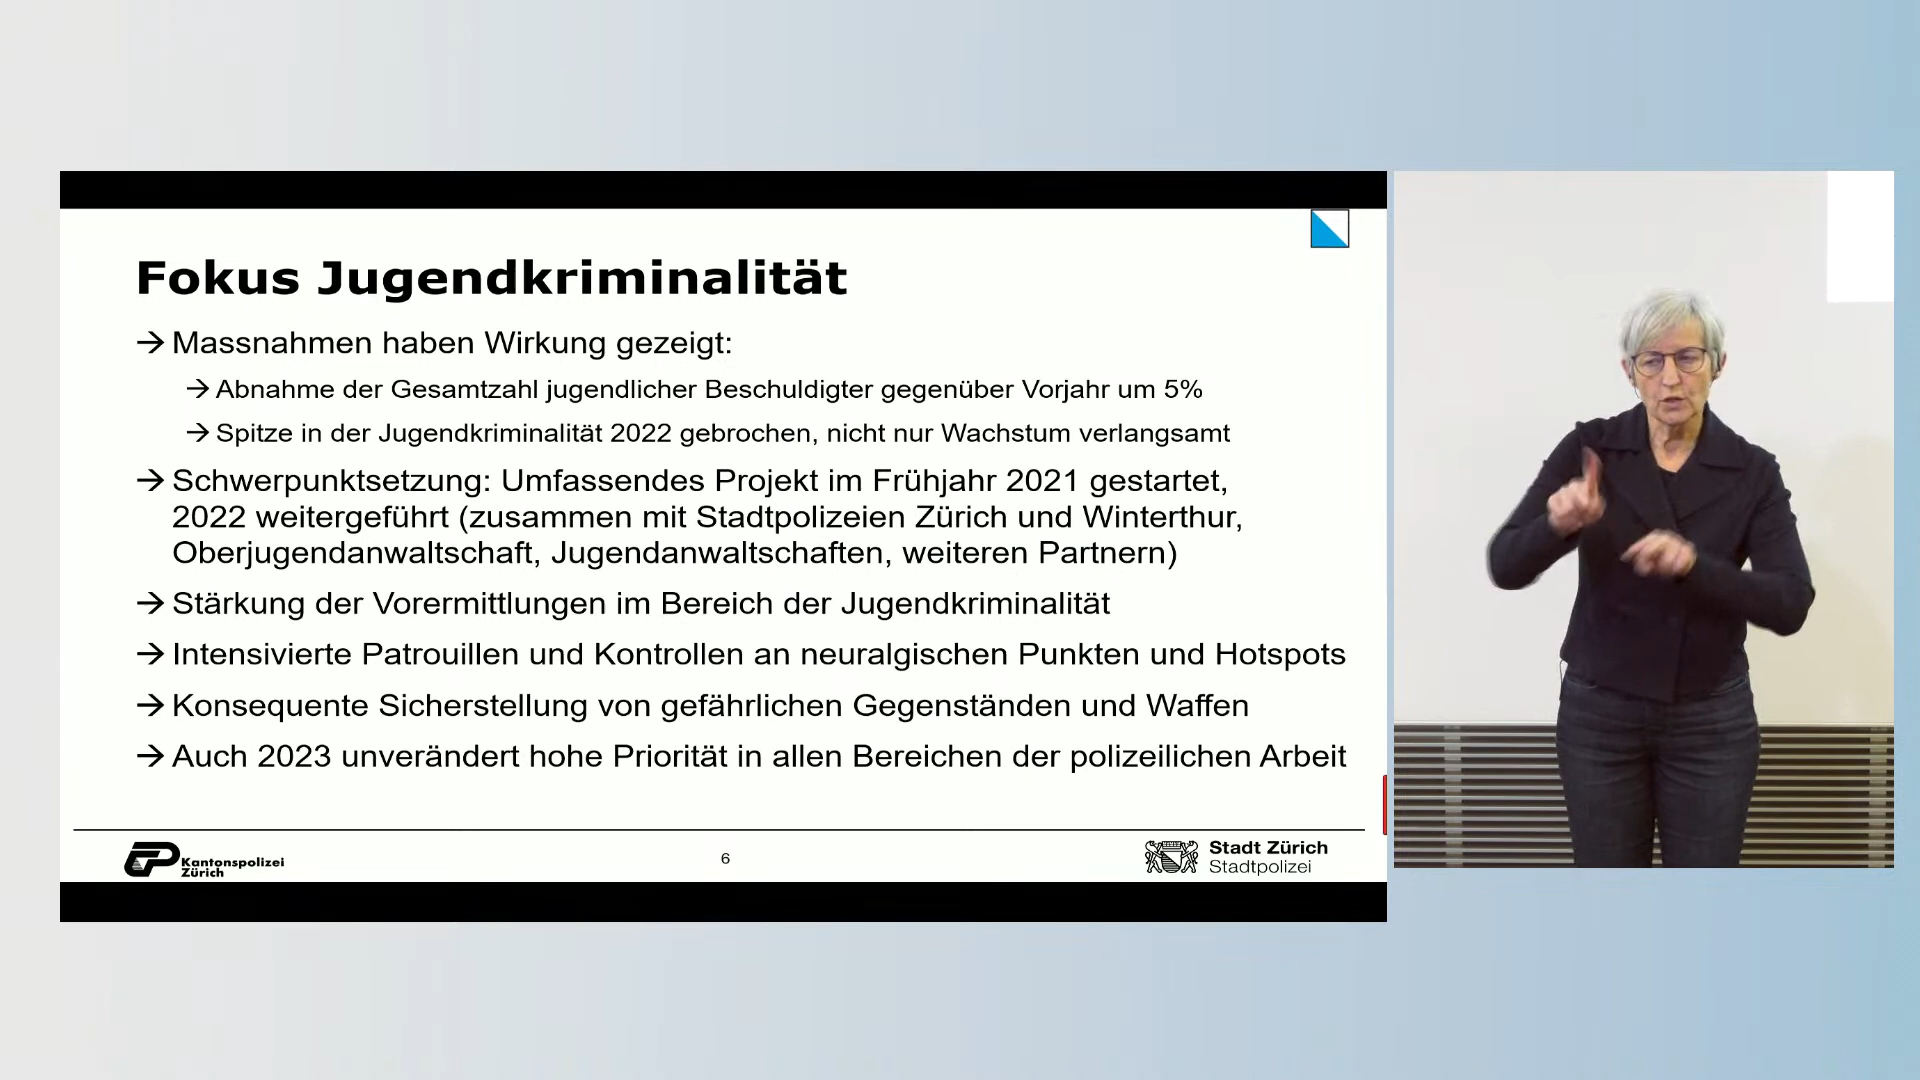 Fokus Jugendkriminalität
→ Massnahmen haben Wirkung gezeigt:
→ Abnahme der Gesamtzahl jugendlicher Beschuldigter gegenüber Vorjahr um 5%
→ Spitze in der Jugendkriminalität 2022 gebrochen, nicht nur Wachstum verlangsamt
→ Schwerpunktsetzung: Umfassendes Projekt im Frühjahr 2021 gestartet,
2022 weitergeführt (zusammen mit Stadtpolizeien Zürich und Winterthur,
Oberjugendanwaltschaft, Jugendanwaltschaften, weiteren Partnern)
→ Stärkung der Vorermittlungen im Bereich der Jugendkriminalität
→ Intensivierte Patrouillen und Kontrollen an neuralgischen Punkten und Hotspots
→ Konsequente Sicherstellung von gefährlichen Gegenständen und Waffen
→ Auch 2023 unverändert hohe Priorität in allen Bereichen der polizeilichen Arbeit
Kantonspolizei
Zürich
6
Stadt Zürich
Stadtpolizei